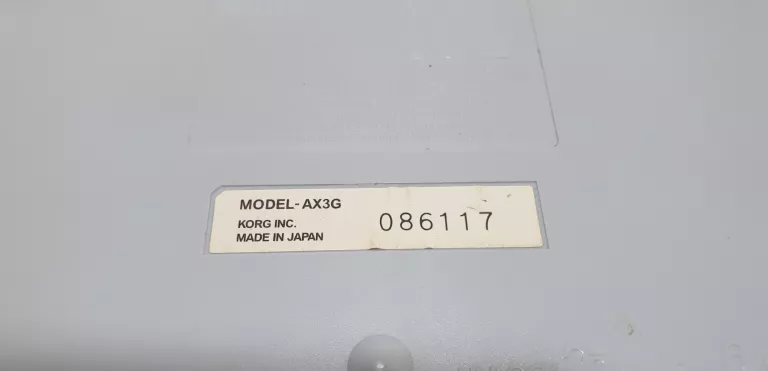 MODEL- AX3G
KORG INC.
MADE IN JAPAN
086117